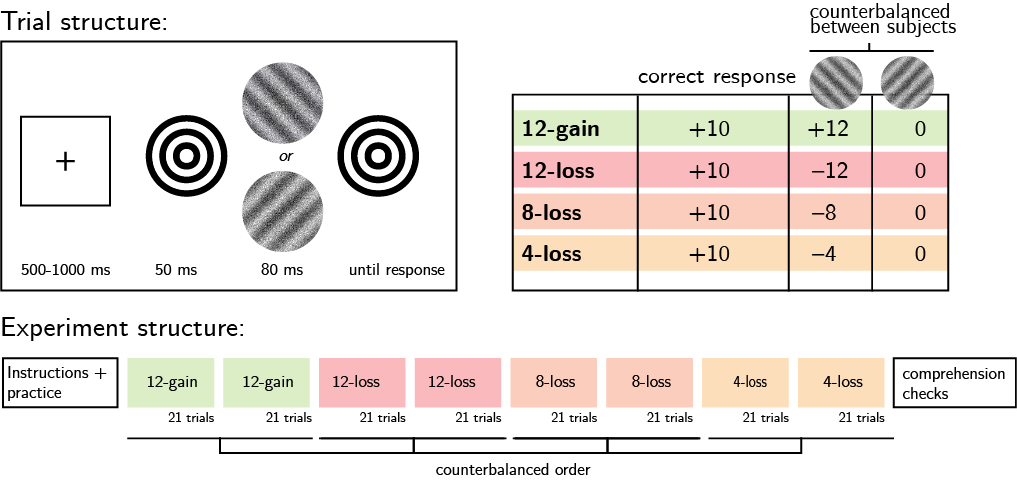 Trial structure:
+
or
500-1000 ms 50 ms 80 ms until response
counterbalanced
between subjects
correct response
12-gain +10 +12 0
12-loss +10 –12 0
8-loss +10 –8 0
4-loss +10 –4 0
Experiment structure:
Instructions +
practice
12-gain 12-gain 12-loss 12-loss 8-loss 8-loss 4-loss 4-loss
comprehension
checks
21 trials 21 trials 21 trials 21 trials 21 trials 21 trials 21 trials 21 trials
counterbalanced order